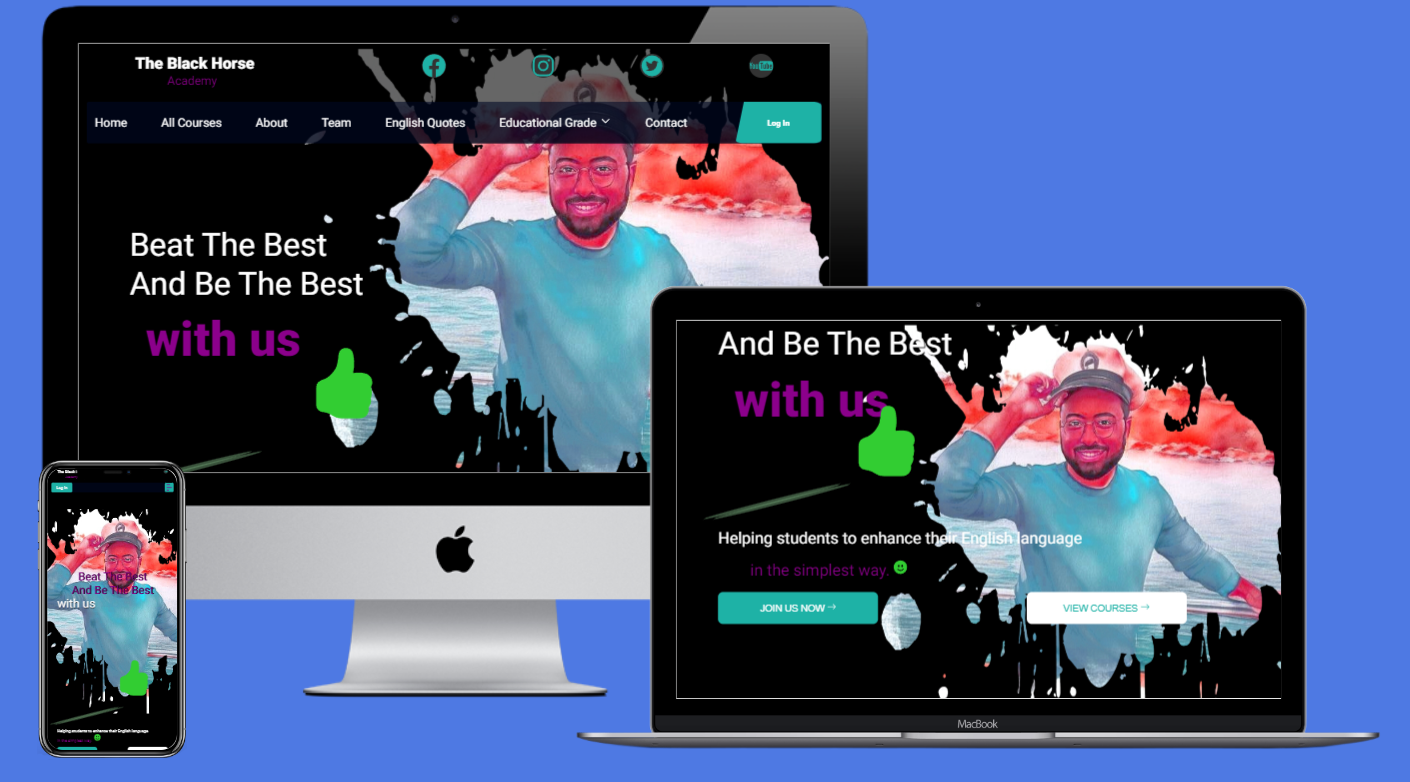 The Black Horse
Academy
You Tube
Home All Courses About Team English Quotes Educational Grade Contact Log In
Beat The Best
And Be The Best
with us
And Be The Best
with us
Helping students to enhance their English language
in the simplest way.
JOIN US NOW → VIEW COURSES →
MacBook
The Black
Log In
Beat The Best
And Be The Best
with us
Helping students to enhance their English language